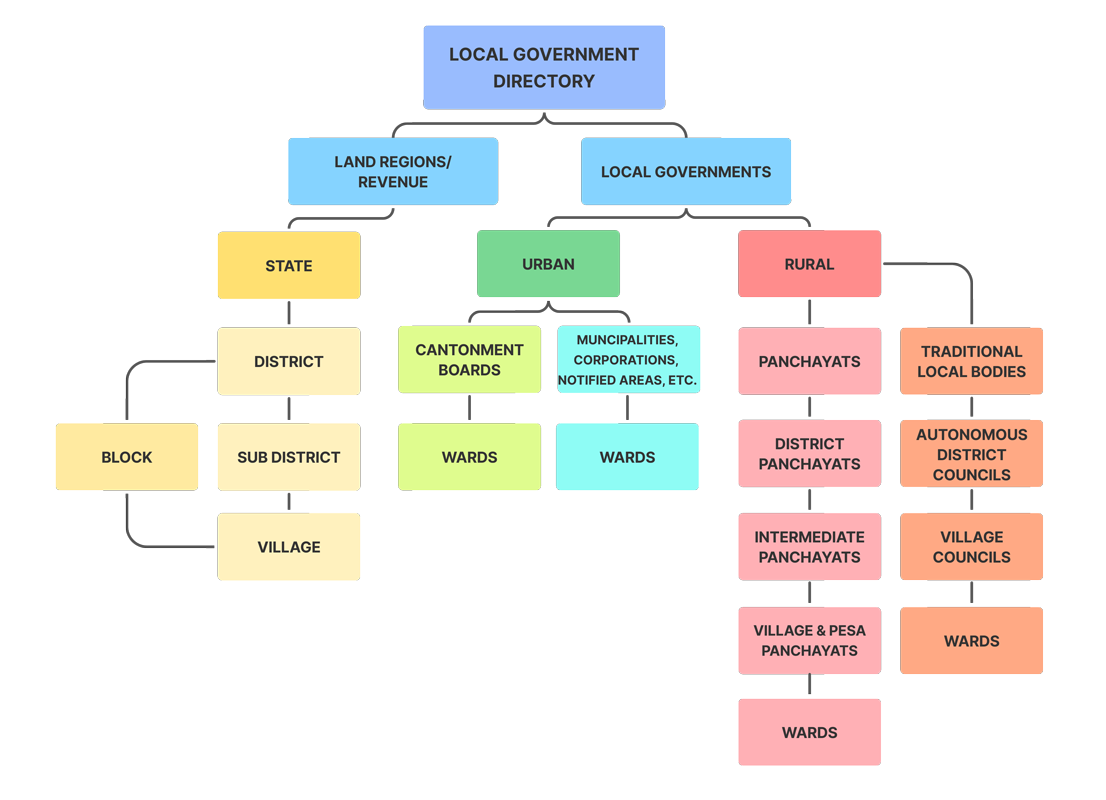 LOCAL GOVERNMENT
DIRECTORY
LAND REGIONS/
REVENUE
LOCAL GOVERNMENTS
STATE
URBAN
RURAL
DISTRICT
CANTONMENT
BOARDS
MUNCIPALITIES,
CORPORATIONS,
NOTIFIED AREAS, ETC.
PANCHAYATS
TRADITIONAL
LOCAL BODIES
BLOCK
SUB DISTRICT
WARDS
WARDS
DISTRICT
PANCHAYATS
AUTONOMOUS
DISTRICT
COUNCILS
VILLAGE
INTERMEDIATE
PANCHAYATS
VILLAGE
COUNCILS
VILLAGE & PESA
PANCHAYATS
WARDS
WARDS